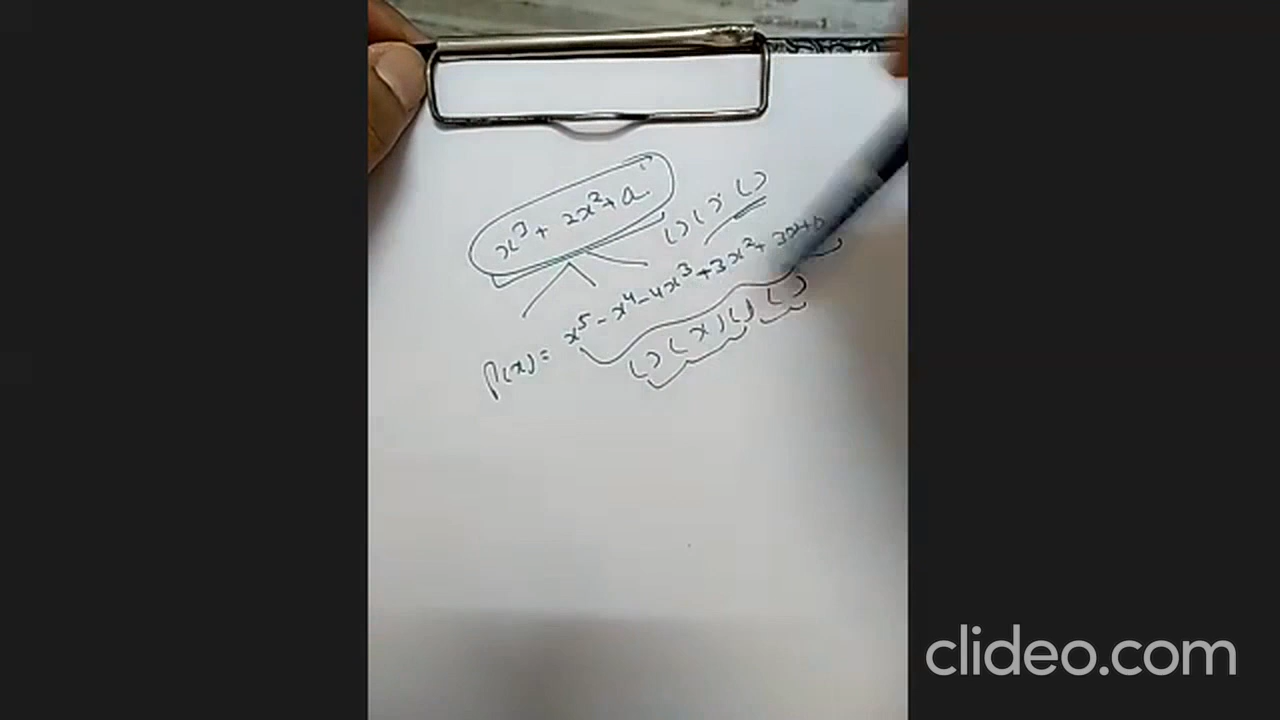 x³ + 2x² + a
( ) ( ) ( )
p(x) = x⁵ - x⁴ - 4x³ + 3x² + 3x + b
( ) ( x ) ( ) ( )
clideo.com